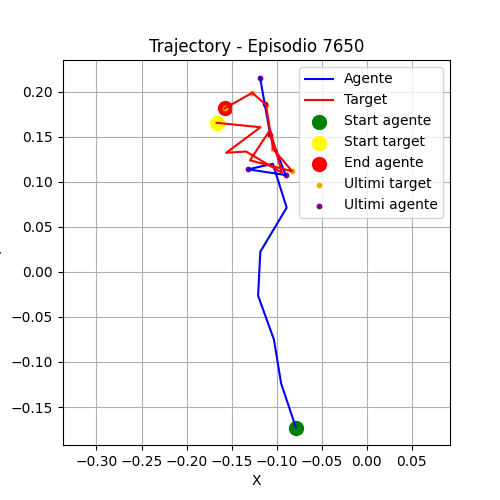 Trajectory - Episodio 7650
Agente
Target
Start agente
Start target
End agente
Ultimi target
Ultimi agente
0.20
0.15
0.10
0.05
0.00
−0.05
−0.10
−0.15
−0.30
−0.25
−0.20
−0.15
−0.10
−0.05
0.00
0.05
X